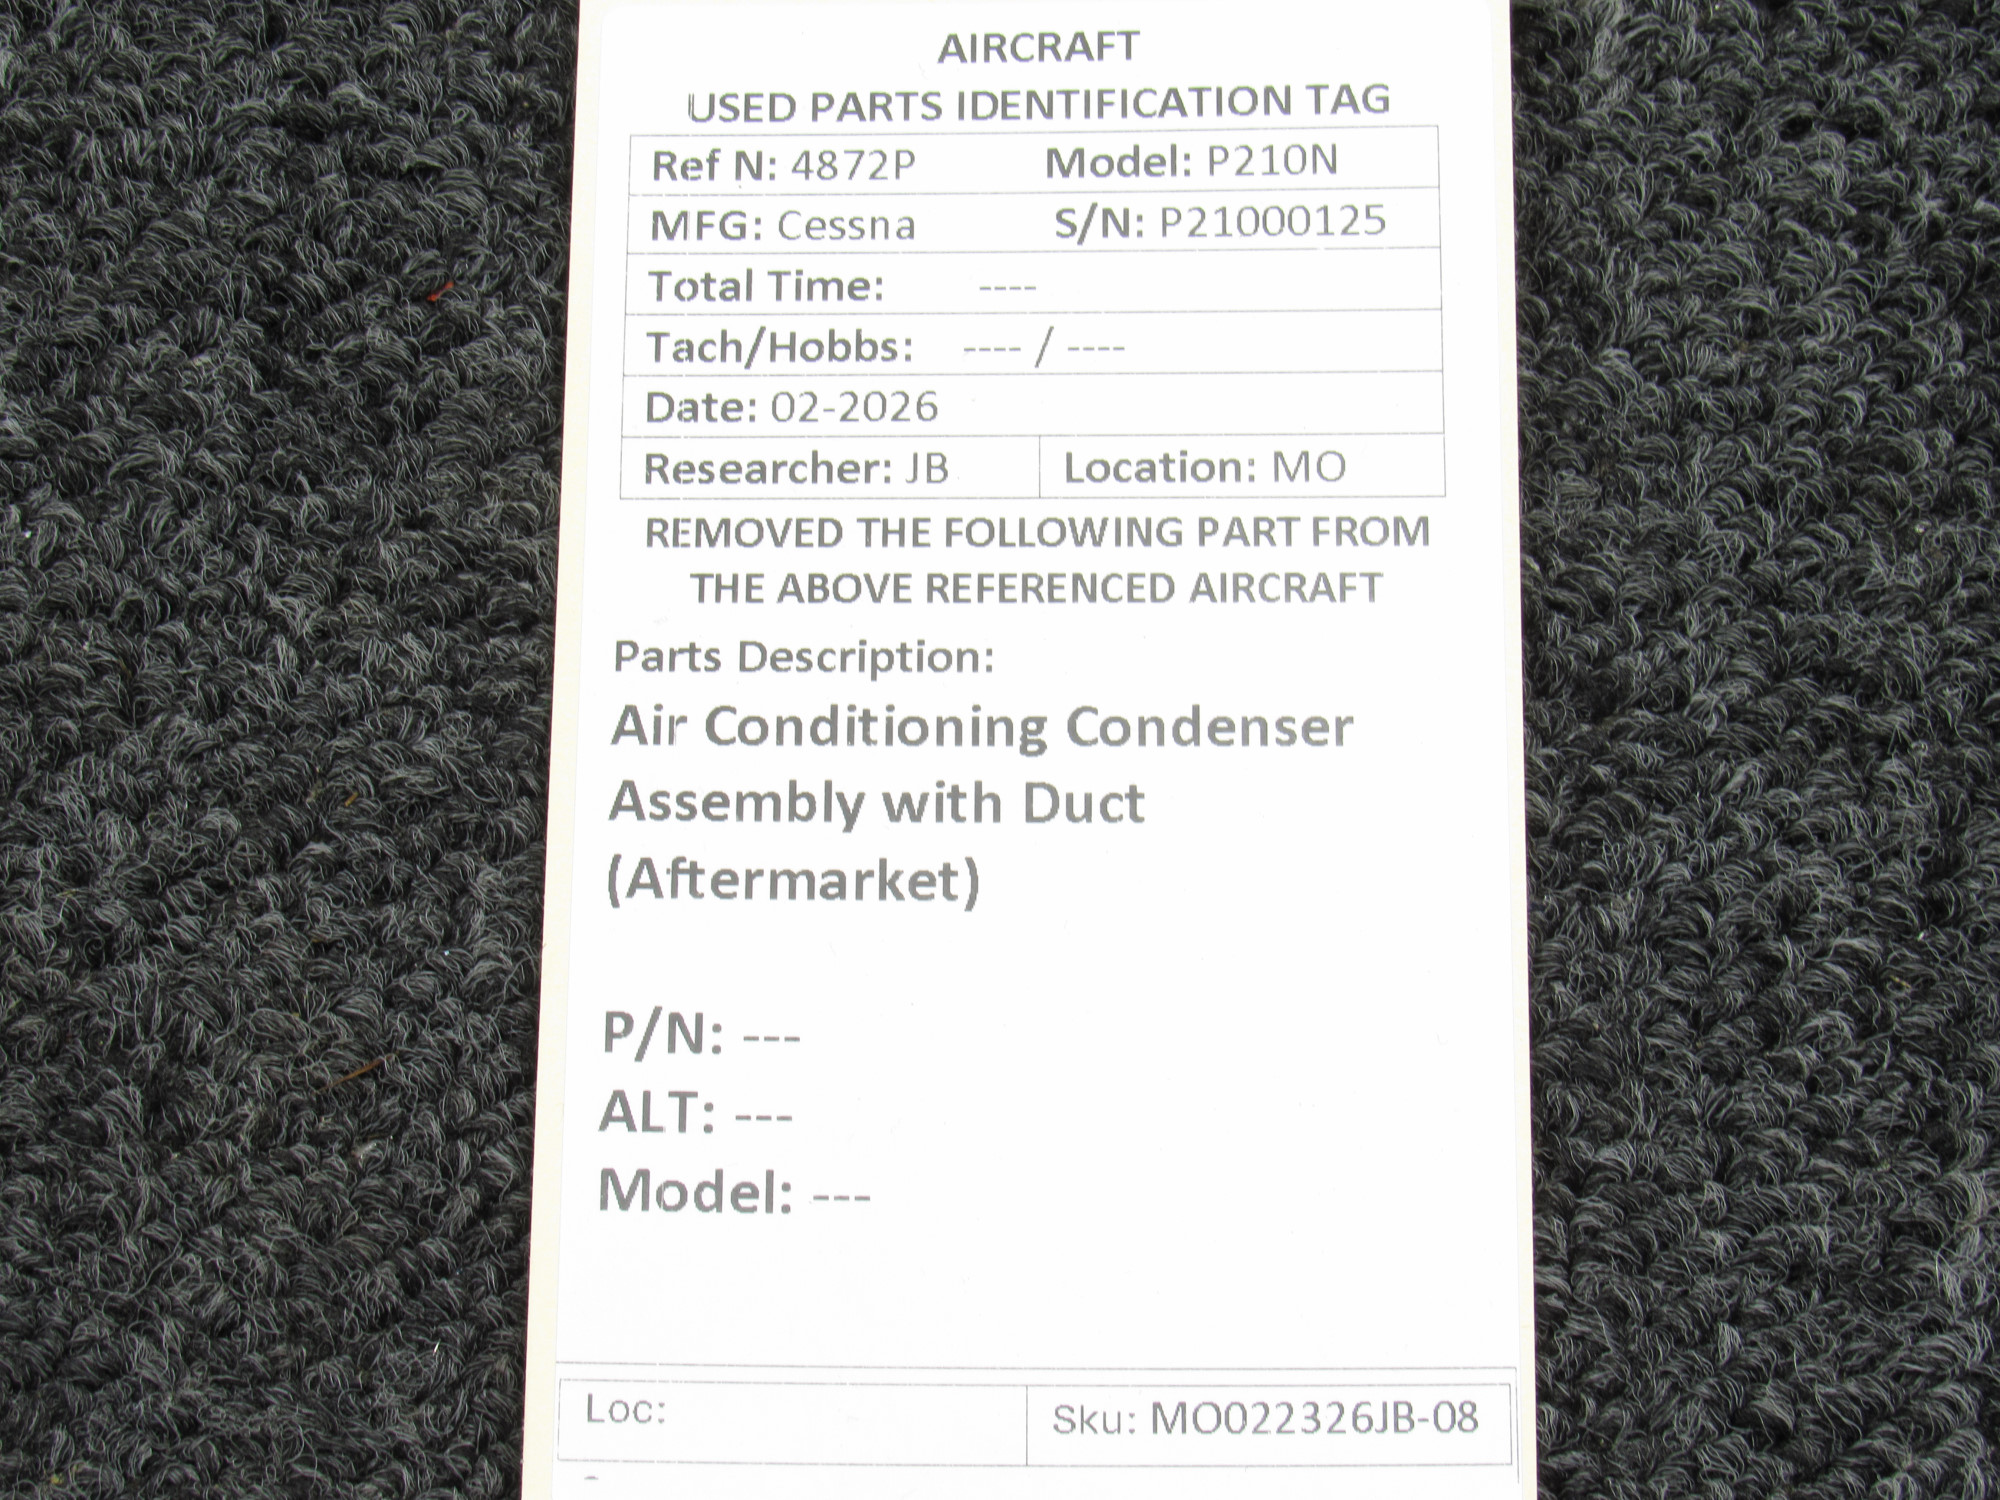 AIRCRAFT
USED PARTS IDENTIFICATION TAG
Ref N: 4872P Model: P210N
MFG: Cessna S/N: P21000125
Total Time: ----
Tach/Hobbs: ---- / ----
Date: 02-2026
Researcher: JB Location: MO
REMOVED THE FOLLOWING PART FROM
THE ABOVE REFERENCED AIRCRAFT
Parts Description:
Air Conditioning Condenser
Assembly with Duct
(Aftermarket)
P/N: ---
ALT: ---
Model: ---
Loc: Sku: MO022326JB-08